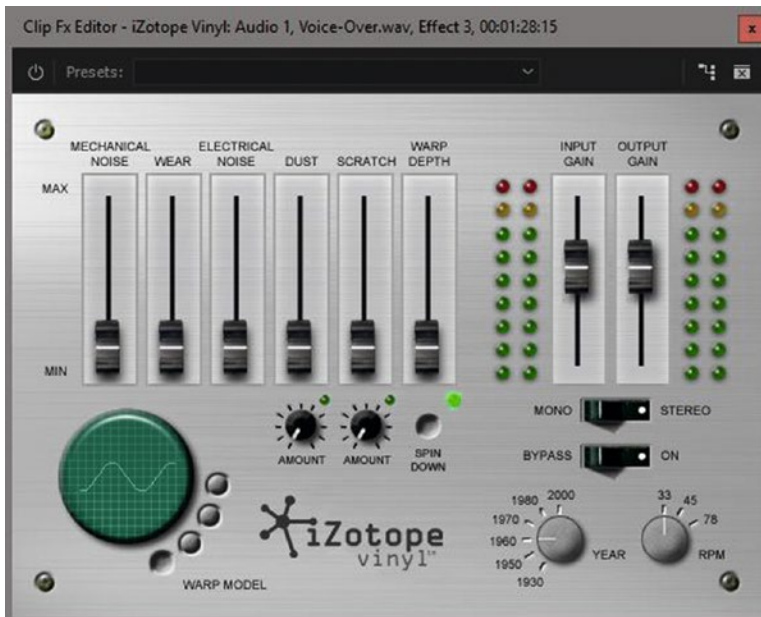 Clip Fx Editor - iZotope Vinyl: Audio 1, Voice-Over.wav, Effect 3, 00:01:28:15
x
Presets:
MECHANICAL NOISE
WEAR
ELECTRICAL NOISE
DUST
SCRATCH
WARP DEPTH
INPUT GAIN
OUTPUT GAIN
MAX
MIN
AMOUNT
AMOUNT
SPIN DOWN
MONO
STEREO
BYPASS
ON
WARP MODEL
iZotope
vinyl™
1980
2000
1970
1960
1950
1930
YEAR
33
45
78
RPM